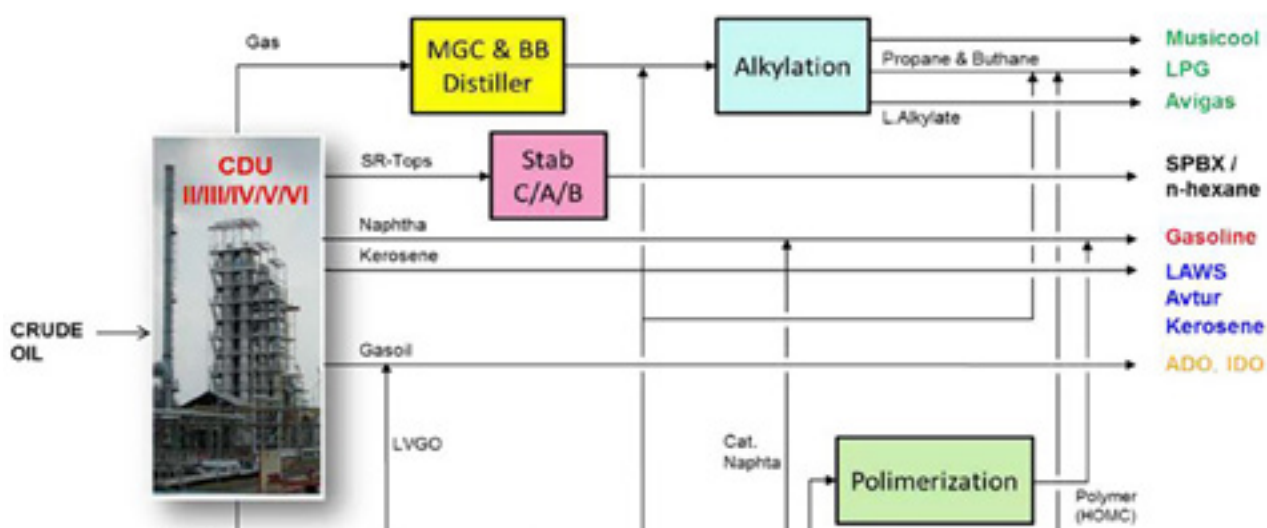 Gas
MGC & BB
Distiller
Alkylation
Propane & Buthane
L.Alkylate
Musicool
LPG
Avigas
CDU
II/III/IV/V/VI
SR-Tops
Stab
C/A/B
SPBX /
n-hexane
Naphtha
Gasoline
Kerosene
LAWS
Avtur
Kerosene
CRUDE
OIL
Gasoil
ADO, IDO
LVGO
Cat.
Naphta
Polimerization
Polymer
(HOMC)